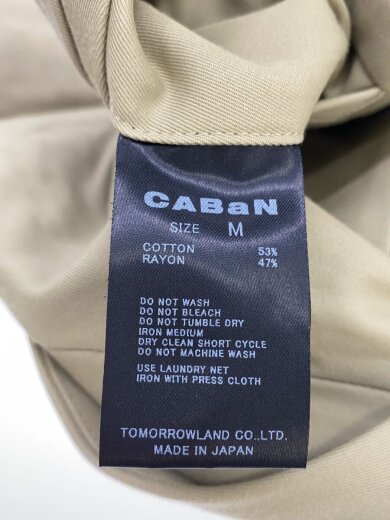 CABaN
SIZE M
COTTON 53%
RAYON 47%
DO NOT WASH
DO NOT BLEACH
DO NOT TUMBLE DRY
IRON MEDIUM
DRY CLEAN SHORT CYCLE
DO NOT MACHINE WASH
USE LAUNDRY NET
IRON WITH PRESS CLOTH
TOMORROWLAND CO.,LTD.
MADE IN JAPAN